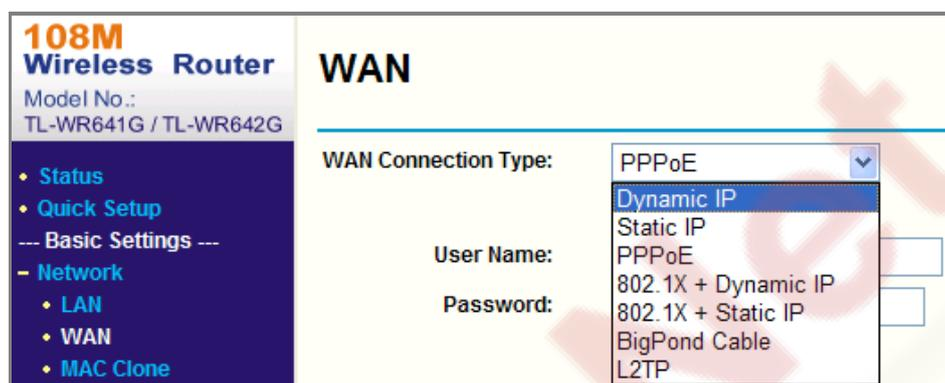 108M
Wireless Router
Model No.:
TL-WR641G / TL-WR642G
• Status
• Quick Setup
--- Basic Settings ---
– Network
• LAN
• WAN
• MAC Clone
WAN
WAN Connection Type:
PPPoE
Dynamic IP
Static IP
PPPoE
802.1X + Dynamic IP
802.1X + Static IP
BigPond Cable
L2TP
User Name:
Password: